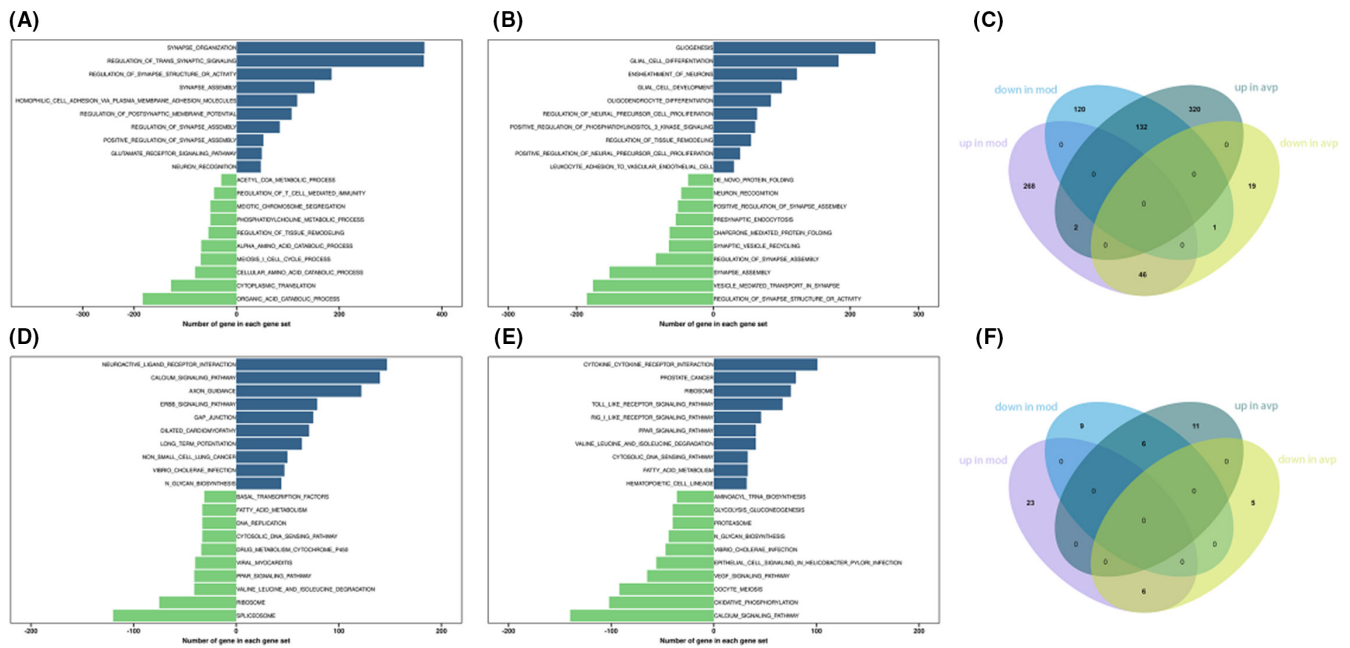 (A)
SYNAPSE_ORGANIZATION
REGULATION_OF_TRANS_SYNAPTIC_SIGNALING
REGULATION_OF_SYNAPSE_STRUCTURE_OR_ACTIVITY
SYNAPSE_ASSEMBLY
HOMOPHILIC_CELL_ADHESION_VIA_PLASMA_MEMBRANE_ADHESION_MOLECULES
REGULATION_OF_POSTSYNAPTIC_MEMBRANE_POTENTIAL
REGULATION_OF_SYNAPSE_ASSEMBLY
POSITIVE_REGULATION_OF_SYNAPSE_ASSEMBLY
GLUTAMATE_RECEPTOR_SIGNALING_PATHWAY
NEURON_RECOGNITION
ACETYL_COA_METABOLIC_PROCESS
REGULATION_OF_T_CELL_MEDIATED_IMMUNITY
MEIOTIC_CHROMOSOME_SEGREGATION
PHOSPHATIDYLCHOLINE_METABOLIC_PROCESS
REGULATION_OF_TISSUE_REMODELING
ALPHA_AMINO_ACID_CATABOLIC_PROCESS
MEIOSIS_I_CELL_CYCLE_PROCESS
CELLULAR_AMINO_ACID_CATABOLIC_PROCESS
CYTOPLASMIC_TRANSLATION
ORGANIC_ACID_CATABOLIC_PROCESS
-300 -200 0 200 400
Number of gene in each gene set
(B)
GLIOGENESIS
GLIAL_CELL_DIFFERENTIATION
ENSHEATHMENT_OF_NEURONS
GLIAL_CELL_DEVELOPMENT
OLIGODENDROCYTE_DIFFERENTIATION
REGULATION_OF_NEURAL_PRECURSOR_CELL_PROLIFERATION
POSITIVE_REGULATION_OF_PHOSPHATIDYLINOSITOL_3_KINASE_SIGNALING
REGULATION_OF_TISSUE_REMODELING
POSITIVE_REGULATION_OF_NEURAL_PRECURSOR_CELL_PROLIFERATION
LEUKOCYTE_ADHESION_TO_VASCULAR_ENDOTHELIAL_CELL
DE_NOVO_PROTEIN_FOLDING
NEURON_RECOGNITION
POSITIVE_REGULATION_OF_SYNAPSE_ASSEMBLY
PRESYNAPTIC_ENDOCYTOSIS
CHAPERONE_MEDIATED_PROTEIN_FOLDING
SYNAPTIC_VESICLE_RECYCLING
REGULATION_OF_SYNAPSE_ASSEMBLY
SYNAPSE_ASSEMBLY
VESICLE_MEDIATED_TRANSPORT_IN_SYNAPSE
REGULATION_OF_SYNAPSE_STRUCTURE_OR_ACTIVITY
-300 -200 0 200 300
Number of gene in each gene set
(C)
down in mod
up in avp
up in mod
down in avp
120
320
132
0
0
268
0
0
19
0
2
1
0
0
46
(D)
NEUROACTIVE_LIGAND_RECEPTOR_INTERACTION
CALCIUM_SIGNALING_PATHWAY
AXON_GUIDANCE
ERBB_SIGNALING_PATHWAY
GAP_JUNCTION
DILATED_CARDIOMYOPATHY
LONG_TERM_POTENTIATION
NON_SMALL_CELL_LUNG_CANCER
VIBRIO_CHOLERAE_INFECTION
N_GLYCAN_BIOSYNTHESIS
BASAL_TRANSCRIPTION_FACTORS
FATTY_ACID_METABOLISM
DNA_REPLICATION
CYTOSOLIC_DNA_SENSING_PATHWAY
DRUG_METABOLISM_CYTOCHROME_P450
VIRAL_MYOCARDITIS
PPAR_SIGNALING_PATHWAY
VALINE_LEUCINE_AND_ISOLEUCINE_DEGRADATION
RIBOSOME
SPLICEOSOME
-200 -100 0 100 200
Number of gene in each gene set
(E)
CYTOKINE_CYTOKINE_RECEPTOR_INTERACTION
PROSTATE_CANCER
RIBOSOME
TOLL_LIKE_RECEPTOR_SIGNALING_PATHWAY
RIG_I_LIKE_RECEPTOR_SIGNALING_PATHWAY
PPAR_SIGNALING_PATHWAY
VALINE_LEUCINE_AND_ISOLEUCINE_DEGRADATION
CYTOSOLIC_DNA_SENSING_PATHWAY
FATTY_ACID_METABOLISM
HEMATOPOIETIC_CELL_LINEAGE
AMINOACYL_TRNA_BIOSYNTHESIS
GLYCOLYSIS_GLUCONEOGENESIS
PROTEASOME
N_GLYCAN_BIOSYNTHESIS
VIBRIO_CHOLERAE_INFECTION
EPITHELIAL_CELL_SIGNALING_IN_HELICOBACTER_PYLORI_INFECTION
VEGF_SIGNALING_PATHWAY
OOCYTE_MEIOSIS
OXIDATIVE_PHOSPHORYLATION
CALCIUM_SIGNALING_PATHWAY
-200 -100 0 100 200
Number of gene in each gene set
(F)
down in mod
up in avp
up in mod
down in avp
9
11
6
0
0
23
0
0
5
0
0
0
0
0
6